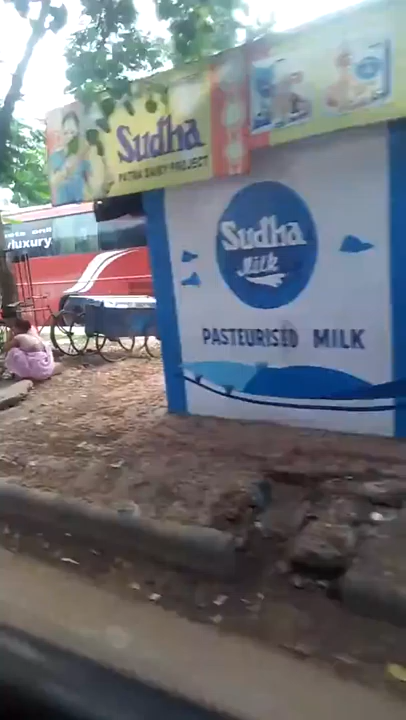 Sudha
PATNA DAIRY PROJECT
luxury
Sudha
Milk
PASTEURISED MILK